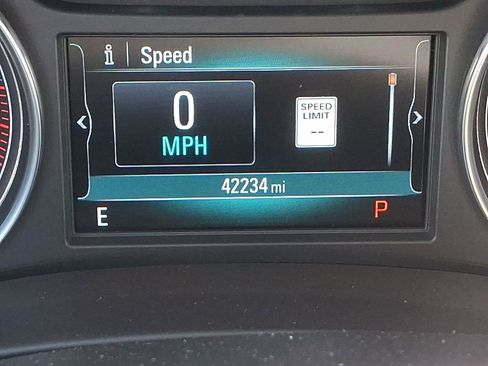 i Speed
0
MPH
SPEED
LIMIT
--
42234 mi
E P